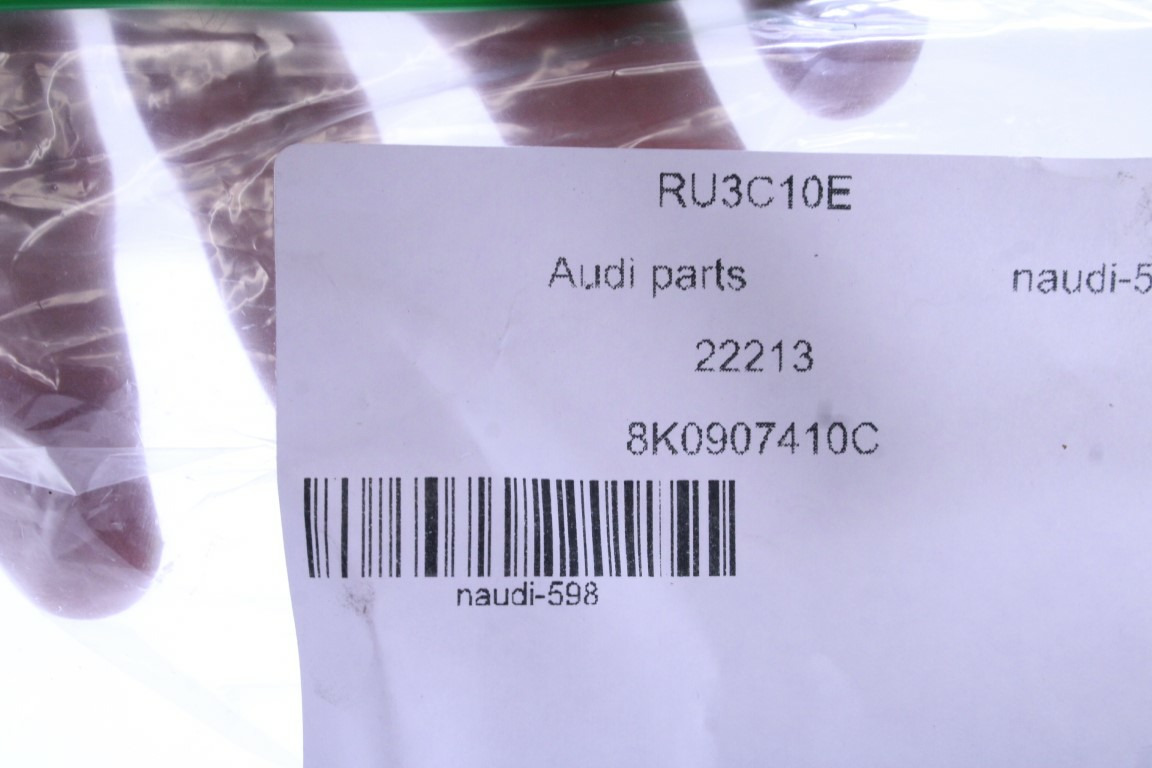 RU3C10E
Audi parts naudi-5
22213
8K0907410C
naudi-598